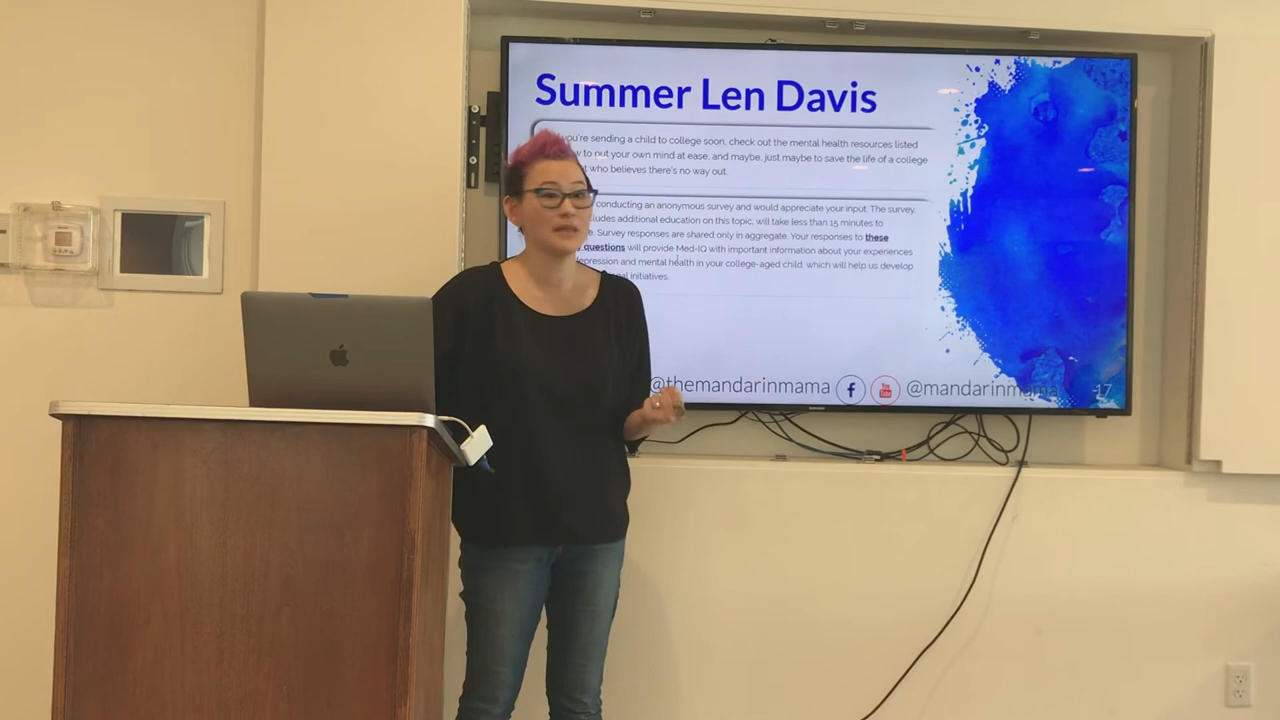 Summer Len Davis
you're sending a child to college soon, check out the mental health resources listed
to put your own mind at ease, and maybe, just maybe to save the life of a college
who believes there's no way out.
conducting an anonymous survey and would appreciate your input. The survey,
includes additional education on this topic, will take less than 15 minutes to
Survey responses are shared only in aggregate. Your responses to these
questions will provide Med-IQ with important information about your experiences
depression and mental health in your college-aged child, which will help us develop
initiatives.
@themandarinmama f You Tube @mandarinmama 17
SAMSUNG